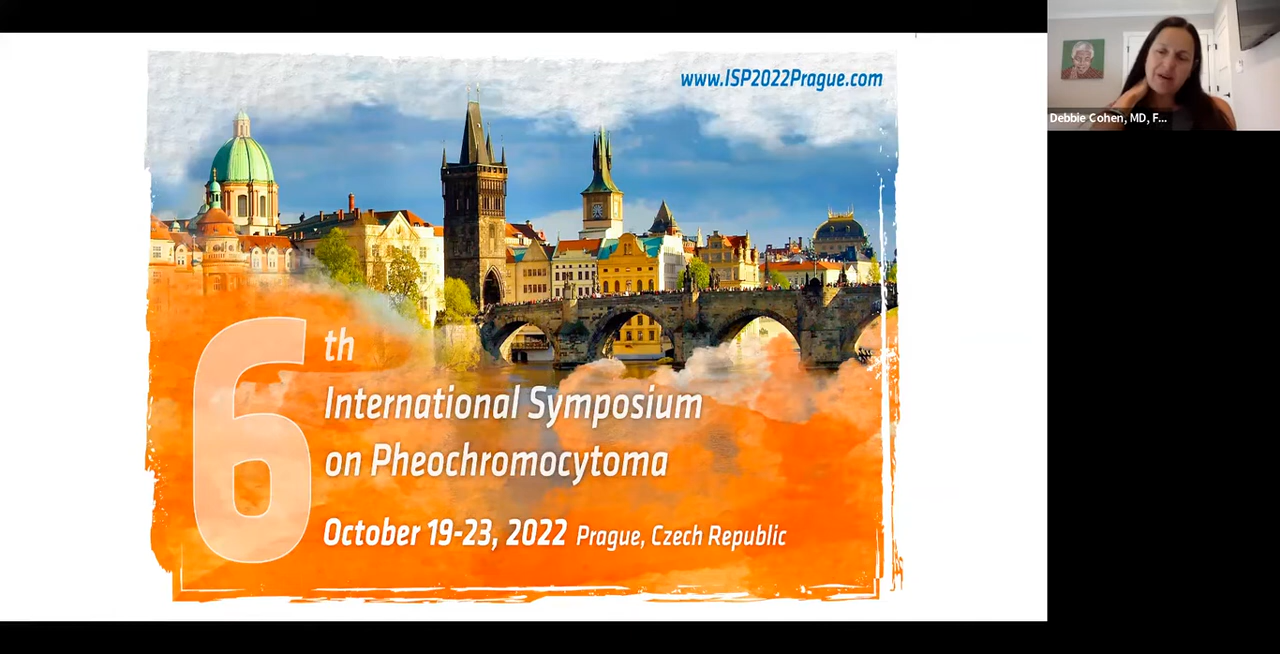 www.ISP2022Prague.com
6th
International Symposium
on Pheochromocytoma
October 19-23, 2022 Prague, Czech Republic
Debbie Cohen, MD, F...